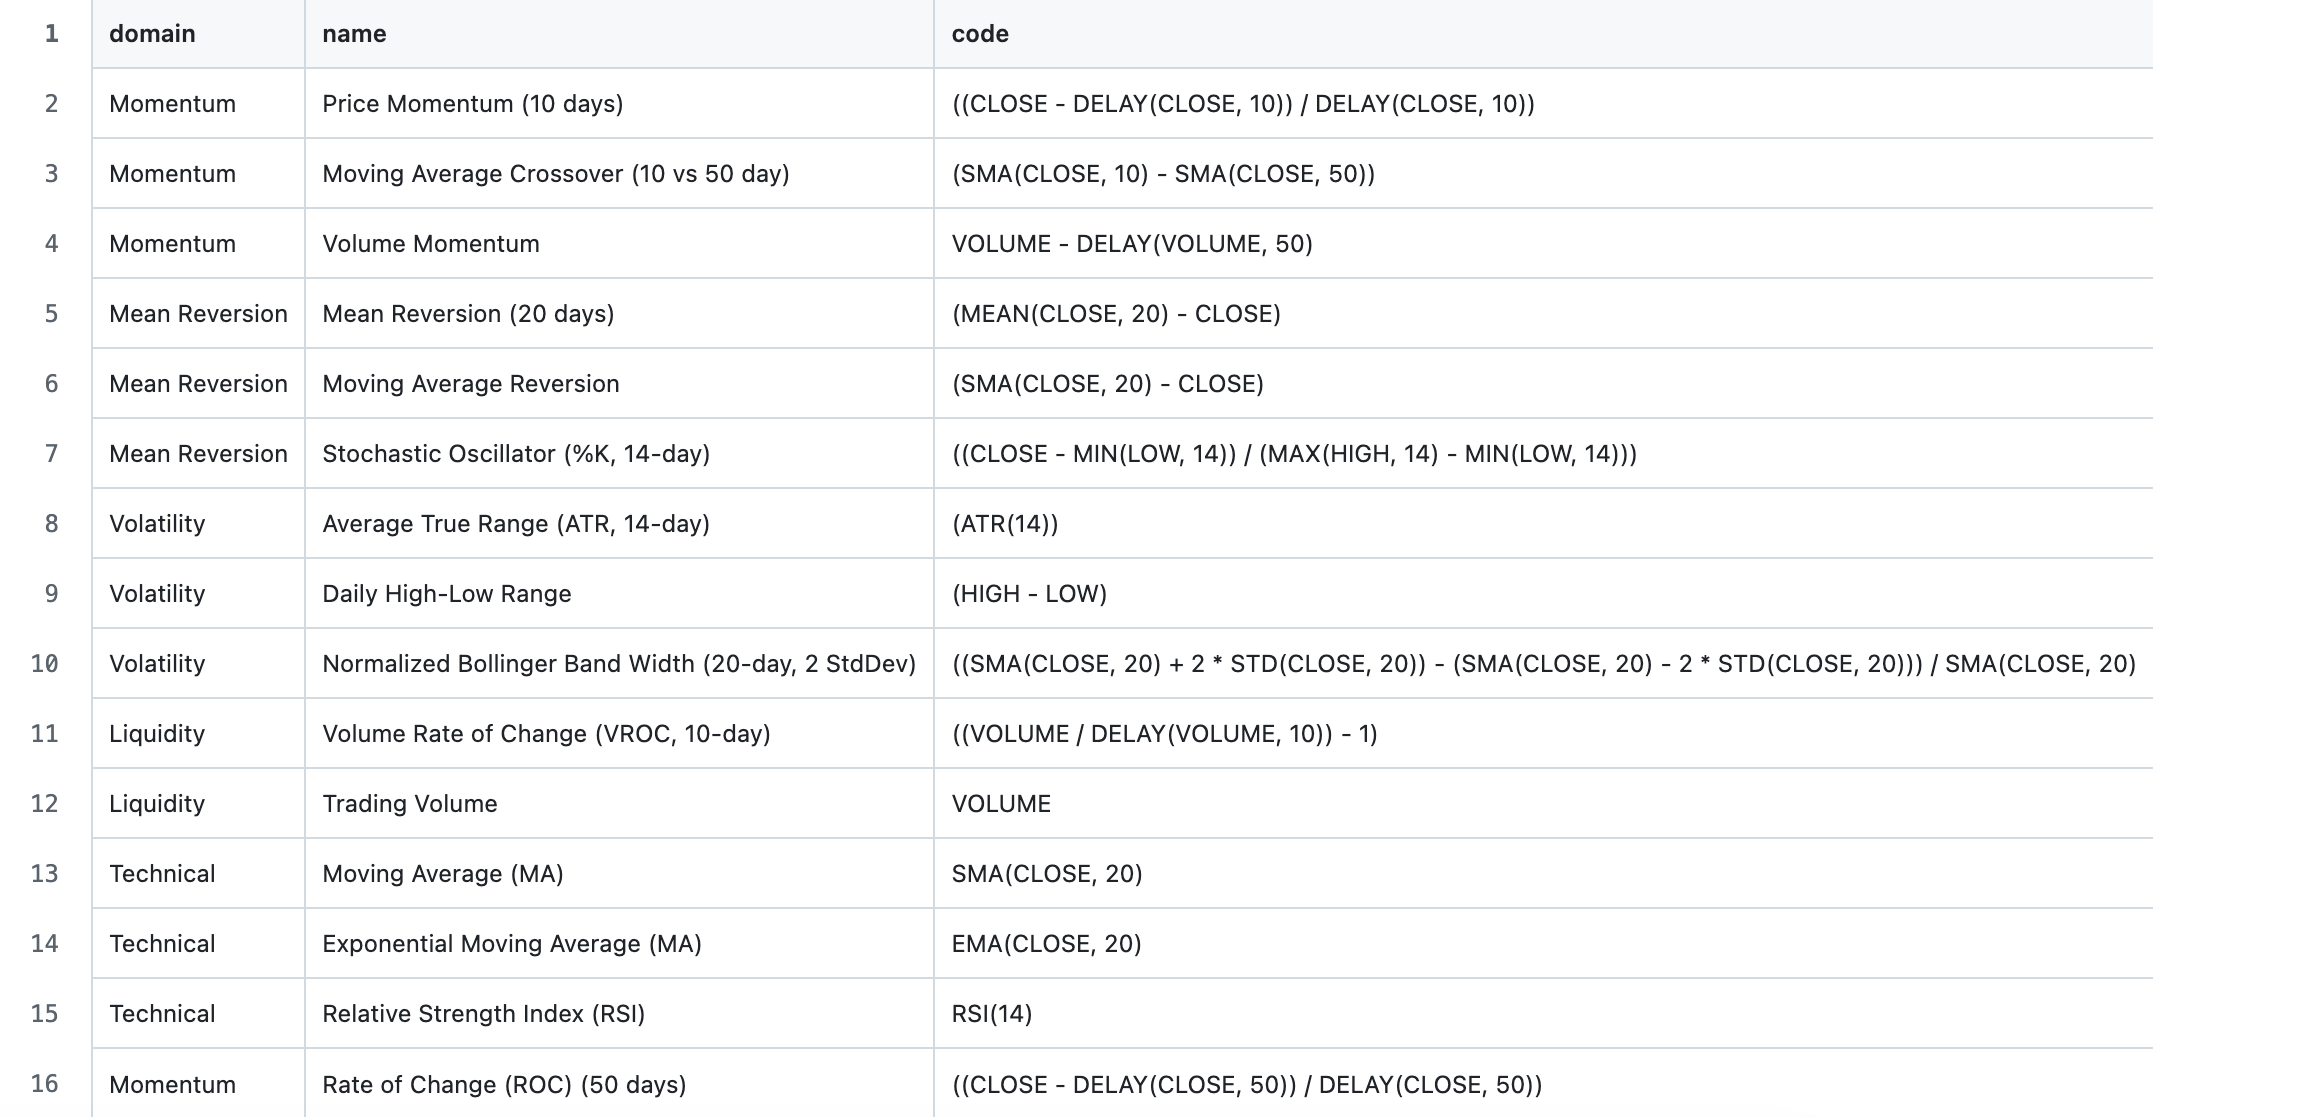 1 domain name code
2 Momentum Price Momentum (10 days) ((CLOSE - DELAY(CLOSE, 10)) / DELAY(CLOSE, 10))
3 Momentum Moving Average Crossover (10 vs 50 day) (SMA(CLOSE, 10) - SMA(CLOSE, 50))
4 Momentum Volume Momentum VOLUME - DELAY(VOLUME, 50)
5 Mean Reversion Mean Reversion (20 days) (MEAN(CLOSE, 20) - CLOSE)
6 Mean Reversion Moving Average Reversion (SMA(CLOSE, 20) - CLOSE)
7 Mean Reversion Stochastic Oscillator (%K, 14-day) ((CLOSE - MIN(LOW, 14)) / (MAX(HIGH, 14) - MIN(LOW, 14)))
8 Volatility Average True Range (ATR, 14-day) (ATR(14))
9 Volatility Daily High-Low Range (HIGH - LOW)
10 Volatility Normalized Bollinger Band Width (20-day, 2 StdDev) ((SMA(CLOSE, 20) + 2 * STD(CLOSE, 20)) - (SMA(CLOSE, 20) - 2 * STD(CLOSE, 20))) / SMA(CLOSE, 20)
11 Liquidity Volume Rate of Change (VROC, 10-day) ((VOLUME / DELAY(VOLUME, 10)) - 1)
12 Liquidity Trading Volume VOLUME
13 Technical Moving Average (MA) SMA(CLOSE, 20)
14 Technical Exponential Moving Average (MA) EMA(CLOSE, 20)
15 Technical Relative Strength Index (RSI) RSI(14)
16 Momentum Rate of Change (ROC) (50 days) ((CLOSE - DELAY(CLOSE, 50)) / DELAY(CLOSE, 50))